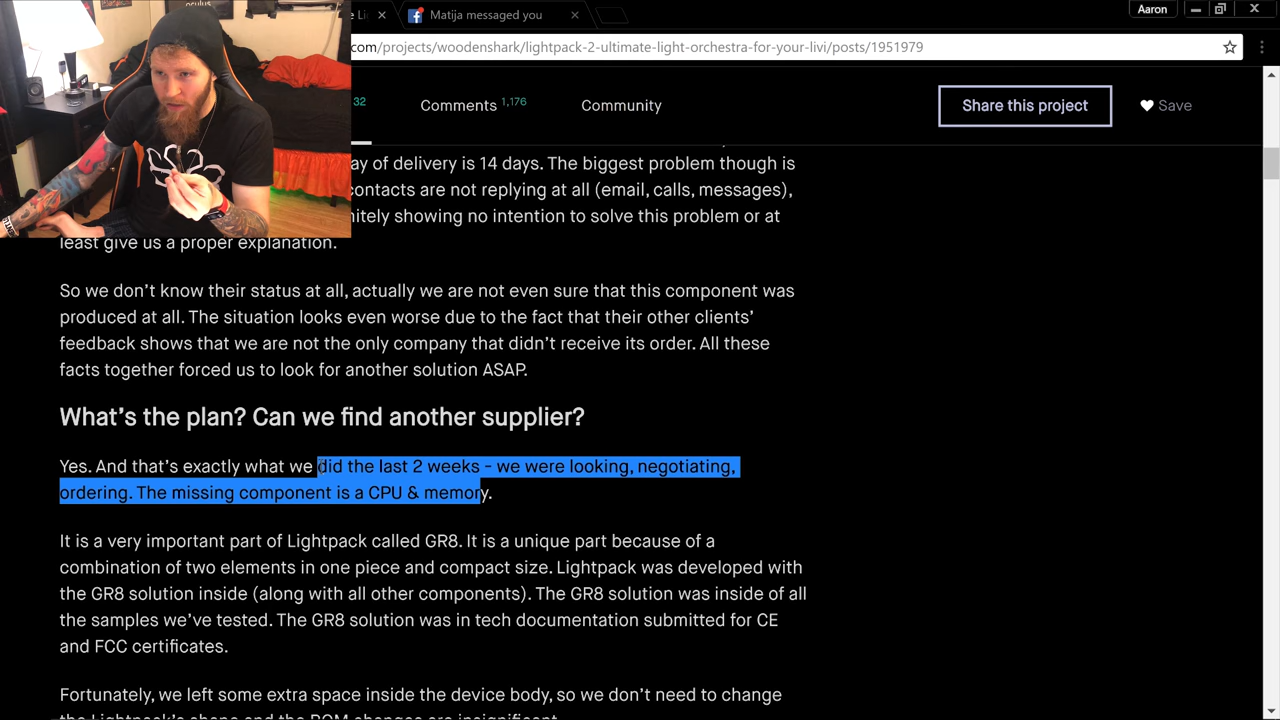 Matija messaged you
Aaron
com/projects/woodenshark/lightpack-2-ultimate-light-orchestra-for-your-livi/posts/1951979
32
Comments 1,176
Community
Share this project
Save
ay of delivery is 14 days. The biggest problem though is
contacts are not replying at all (email, calls, messages),
nitely showing no intention to solve this problem or at
least give us a proper explanation.
So we don’t know their status at all, actually we are not even sure that this component was
produced at all. The situation looks even worse due to the fact that their other clients’
feedback shows that we are not the only company that didn’t receive its order. All these
facts together forced us to look for another solution ASAP.
What’s the plan? Can we find another supplier?
Yes. And that’s exactly what we did the last 2 weeks - we were looking, negotiating,
ordering. The missing component is a CPU & memory.
It is a very important part of Lightpack called GR8. It is a unique part because of a
combination of two elements in one piece and compact size. Lightpack was developed with
the GR8 solution inside (along with all other components). The GR8 solution was inside of all
the samples we’ve tested. The GR8 solution was in tech documentation submitted for CE
and FCC certificates.
Fortunately, we left some extra space inside the device body, so we don’t need to change
the Lightpack’s shape and the BOM changes are insignificant.